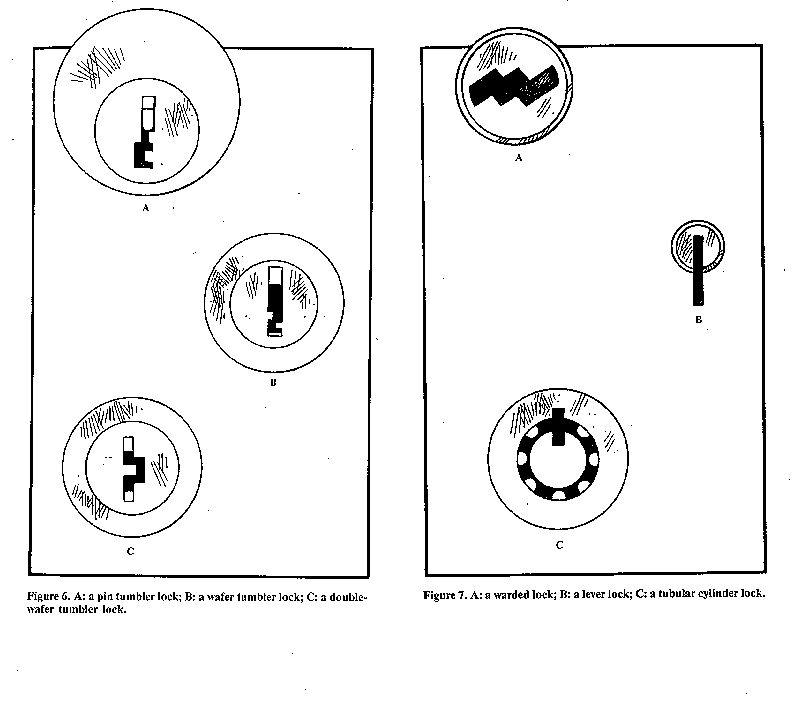 A
B
C
Figure 6. A: a pin tumbler lock; B: a wafer tumbler lock; C: a double-
wafer tumbler lock.
A
B
C
Figure 7. A: a warded lock; B: a lever lock; C: a tubular cylinder lock.